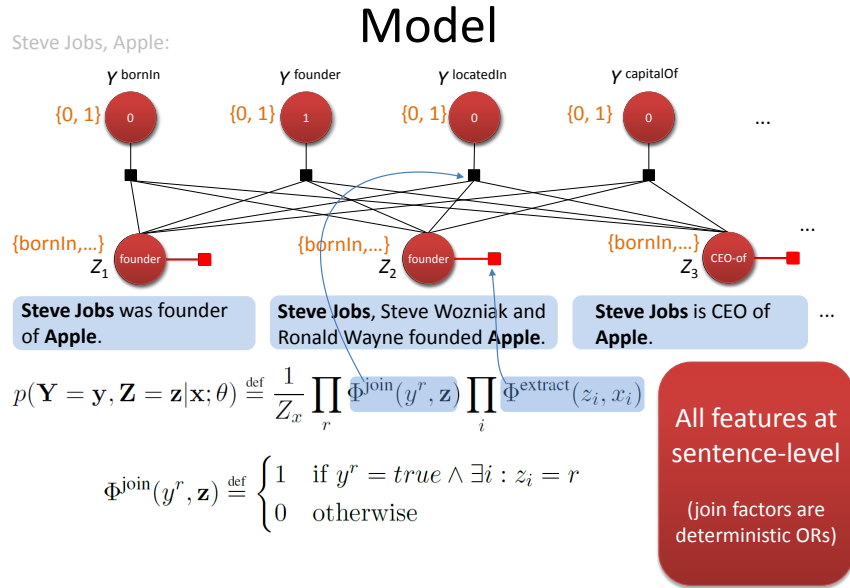 Steve Jobs, Apple:
Model
Y bornIn
Y founder
Y locatedIn
Y capitalOf
{0, 1} 0
{0, 1} 1
{0, 1} 0
{0, 1} 0
...
...
{bornIn,…} founder
{bornIn,…} founder
{bornIn,…} CEO-of
Z₁
Z₂
Z₃
Steve Jobs was founder
of Apple.
Steve Jobs, Steve Wozniak and
Ronald Wayne founded Apple.
Steve Jobs is CEO of
Apple.
...
p(Y = y, Z = z|x; θ) def= 1/Z_x ∏_r Φ^join(y^r, z) ∏_i Φ^extract(z_i, x_i)
Φ^join(y^r, z) def= { 1 if y^r = true ∧ ∃i : z_i = r
0 otherwise
All features at
sentence-level
(join factors are
deterministic ORs)